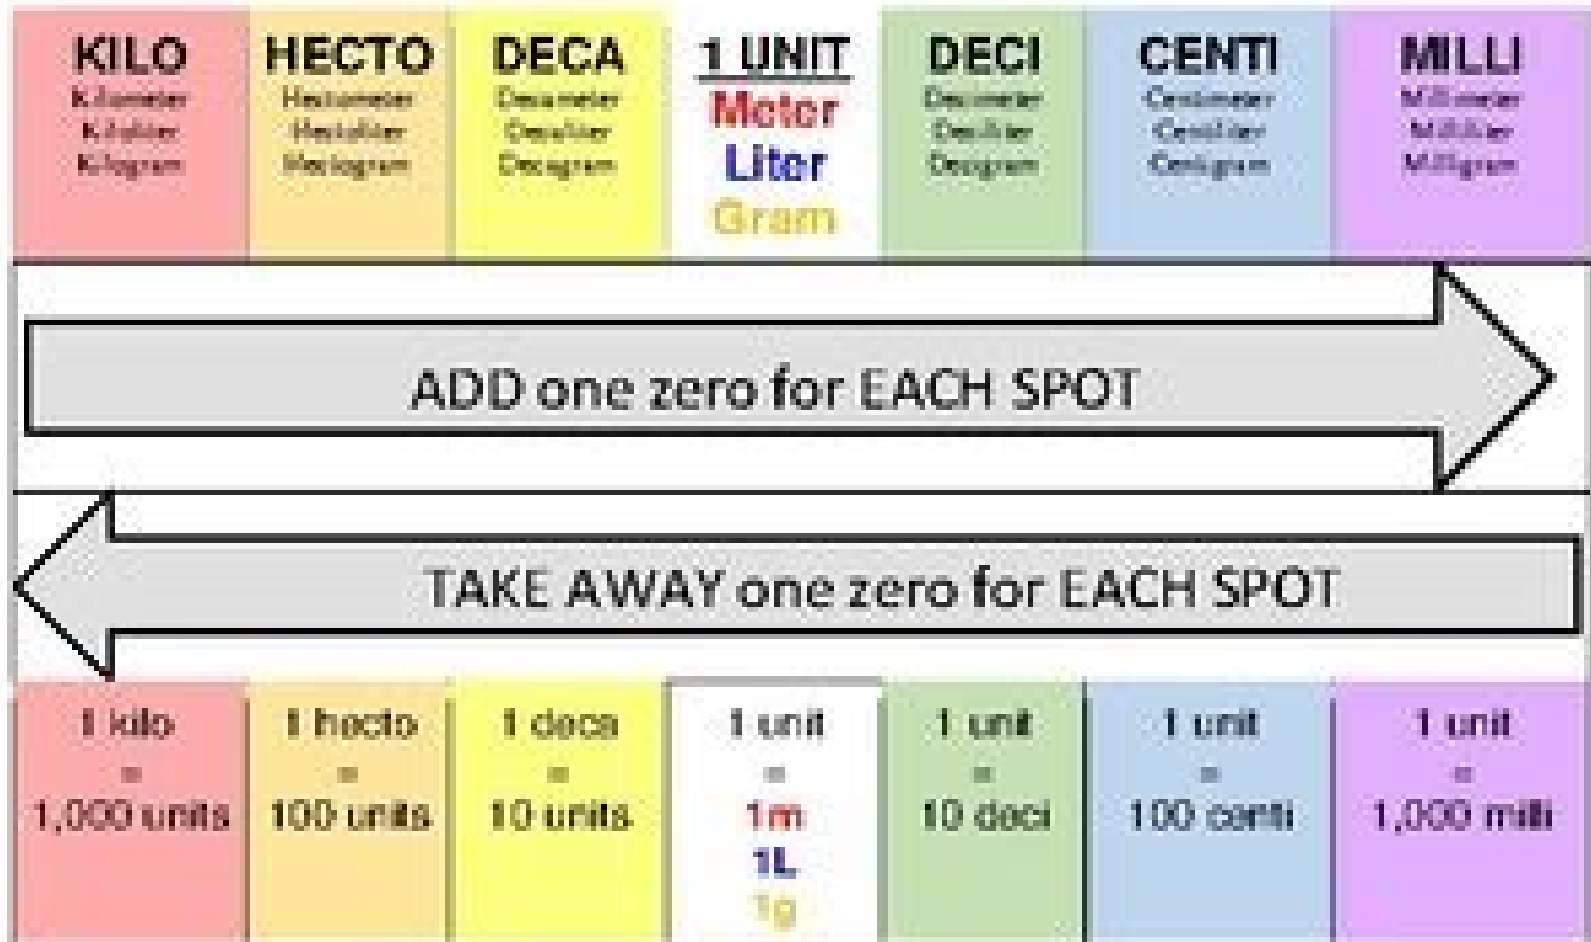 KILO
Kilometer
Kiloliter
Kilogram
HECTO
Hectometer
Hectoliter
Hectogram
DECA
Decameter
Decaliter
Decagram
1 UNIT
Meter
Liter
Gram
DECI
Decimeter
Deciliter
Decigram
CENTI
Centimeter
Centiliter
Centigram
MILLI
Millimeter
Milliliter
Milligram
ADD one zero for EACH SPOT
TAKE AWAY one zero for EACH SPOT
1 kilo
=
1,000 units
1 hecto
=
100 units
1 deca
=
10 units
1 unit
=
1m
1L
1g
1 unit
=
10 deci
1 unit
=
100 centi
1 unit
=
1,000 milli